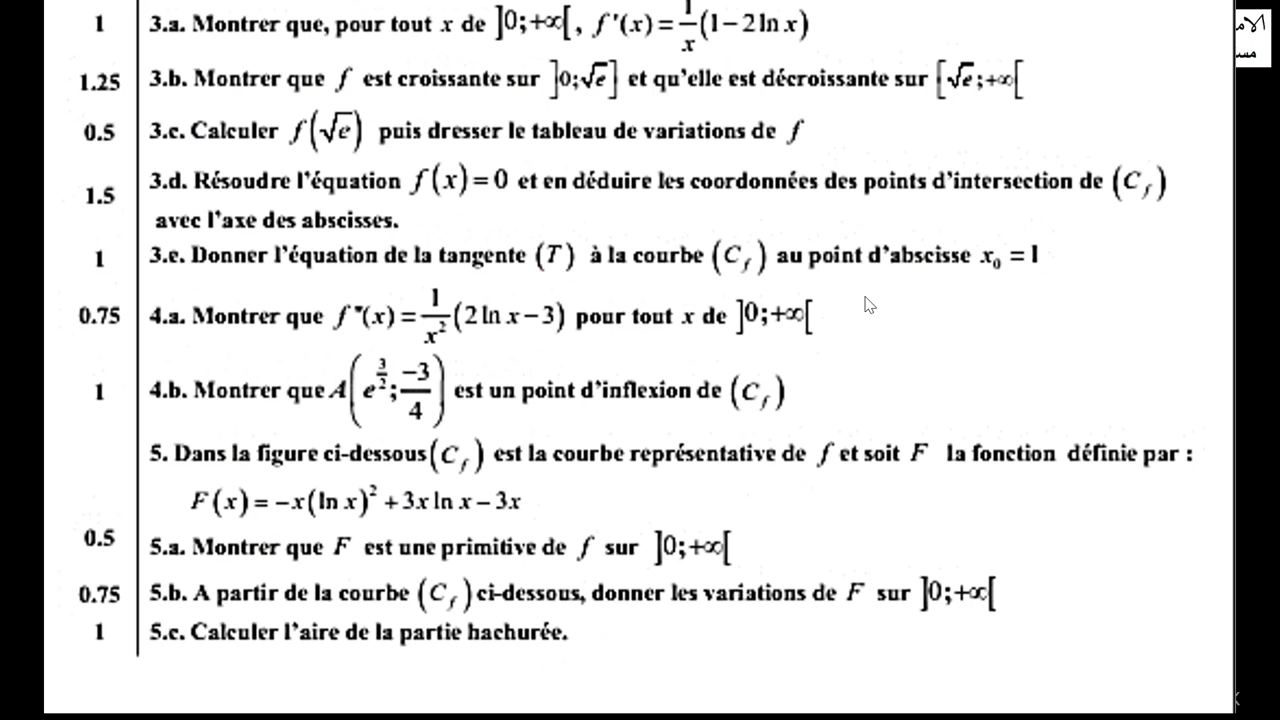 1 3.a. Montrer que, pour tout x de ]0;+∞[, f'(x) = 1/x (1 − 2 ln x)
1.25 3.b. Montrer que f est croissante sur ]0;√e] et qu'elle est décroissante sur [√e;+∞[
0.5 3.c. Calculer f(√e) puis dresser le tableau de variations de f
1.5 3.d. Résoudre l'équation f(x) = 0 et en déduire les coordonnées des points d'intersection de (C_f)
avec l'axe des abscisses.
1 3.e. Donner l'équation de la tangente (T) à la courbe (C_f) au point d'abscisse x₀ = 1
0.75 4.a. Montrer que f"(x) = 1/x² (2 ln x − 3) pour tout x de ]0;+∞[
1 4.b. Montrer que A(e^(3/2); −3/4) est un point d'inflexion de (C_f)
5. Dans la figure ci-dessous (C_f) est la courbe représentative de f et soit F la fonction définie par :
F(x) = −x(ln x)² + 3x ln x − 3x
0.5 5.a. Montrer que F est une primitive de f sur ]0;+∞[
0.75 5.b. A partir de la courbe (C_f) ci-dessous, donner les variations de F sur ]0;+∞[
1 5.c. Calculer l'aire de la partie hachurée.